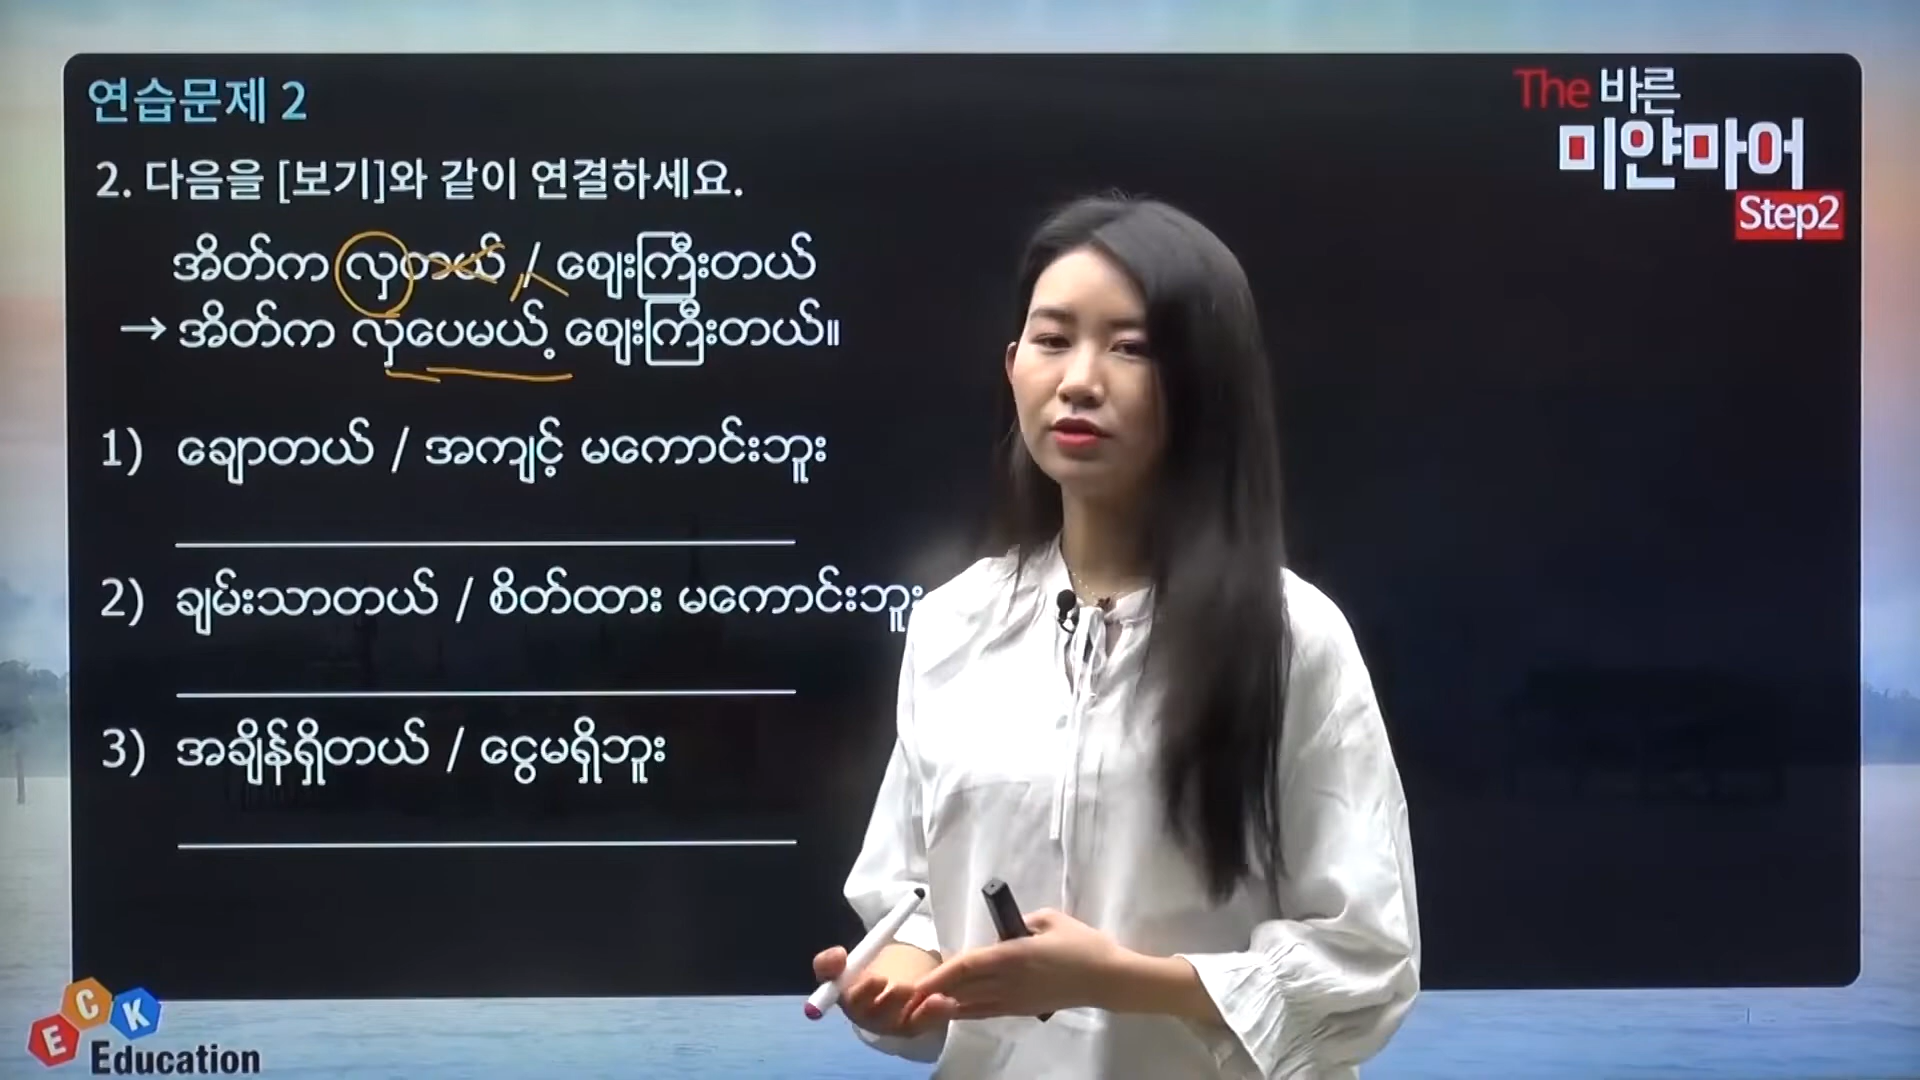 연습문제 2
The 바른
미얀마어
Step2
2. 다음을 [보기]와 같이 연결하세요.
အိတ်က လှတယ် / ဈေးကြီးတယ်
→ အိတ်က လှပေမယ့် ဈေးကြီးတယ်။
1) ချောတယ် / အကျင့် မကောင်းဘူး
2) ချမ်းသာတယ် / စိတ်ထား မကောင်းဘူး
3) အချိန်ရှိတယ် / ငွေမရှိဘူး
ECK
Education